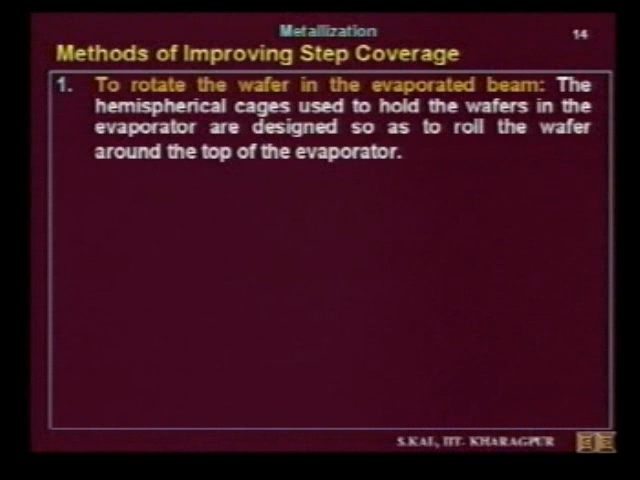 Metallization
14
Methods of Improving Step Coverage
1. To rotate the wafer in the evaporated beam: The
hemispherical cages used to hold the wafers in the
evaporator are designed so as to roll the wafer
around the top of the evaporator.
S.KAL, IIT- KHARAGPUR